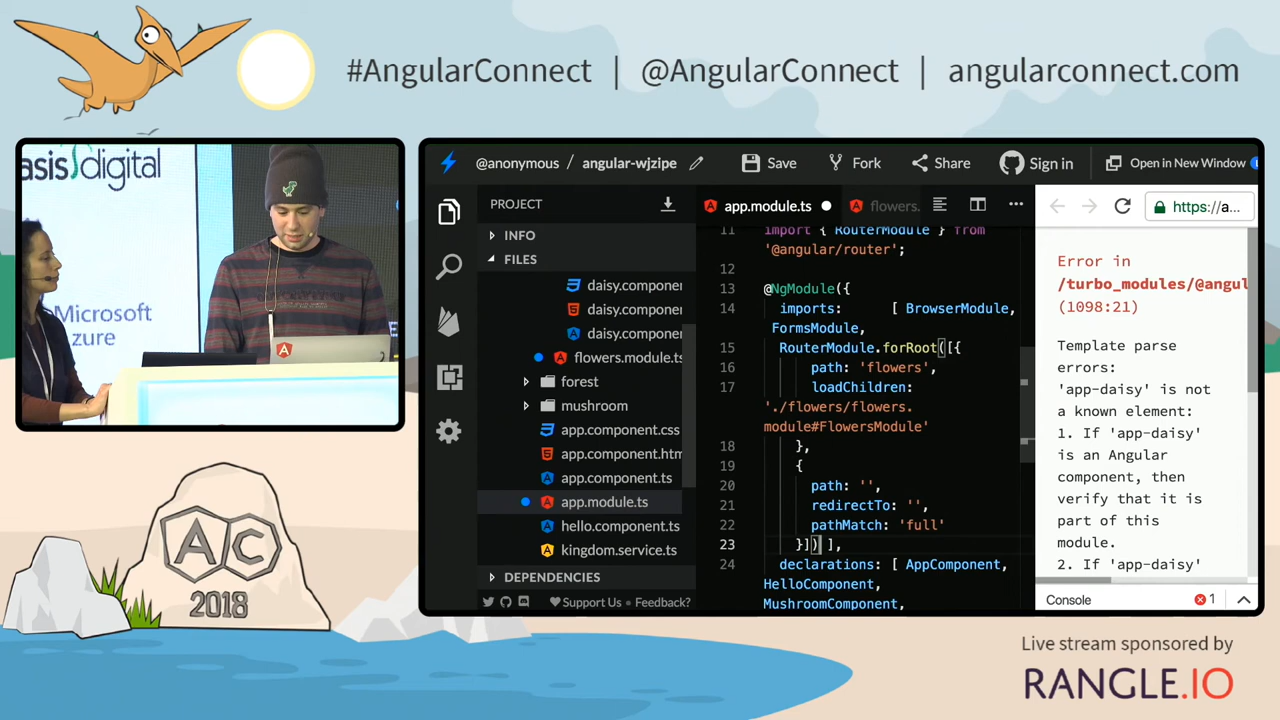 #AngularConnect | @AngularConnect | angularconnect.com
asis digital
Microsoft
zure
@anonymous / angular-wjzipe
Save
Fork
Share
Sign in
Open in New Window
PROJECT
INFO
FILES
daisy.componer
daisy.componer
daisy.componer
flowers.module.ts
forest
mushroom
app.component.css
app.component.htm
app.component.ts
app.module.ts
hello.component.ts
kingdom.service.ts
DEPENDENCIES
Support Us • Feedback?
app.module.ts
flowers.
11 import { RouterModule } from
'@angular/router';
12
13 @NgModule({
14 imports: [ BrowserModule,
FormsModule,
15 RouterModule.forRoot([{
16 path: 'flowers',
17 loadChildren:
'./flowers/flowers.
module#FlowersModule'
18 },
19 {
20 path: '',
21 redirectTo: '',
22 pathMatch: 'full'
23 }]) ],
24 declarations: [ AppComponent,
HelloComponent,
MushroomComponent,
https://a...
Error in
/turbo_modules/@angul
(1098:21)
Template parse
errors:
'app-daisy' is not
a known element:
1. If 'app-daisy'
is an Angular
component, then
verify that it is
part of this
module.
2. If 'app-daisy'
Console
1
AC
2018
Live stream sponsored by
RANGLE.IO